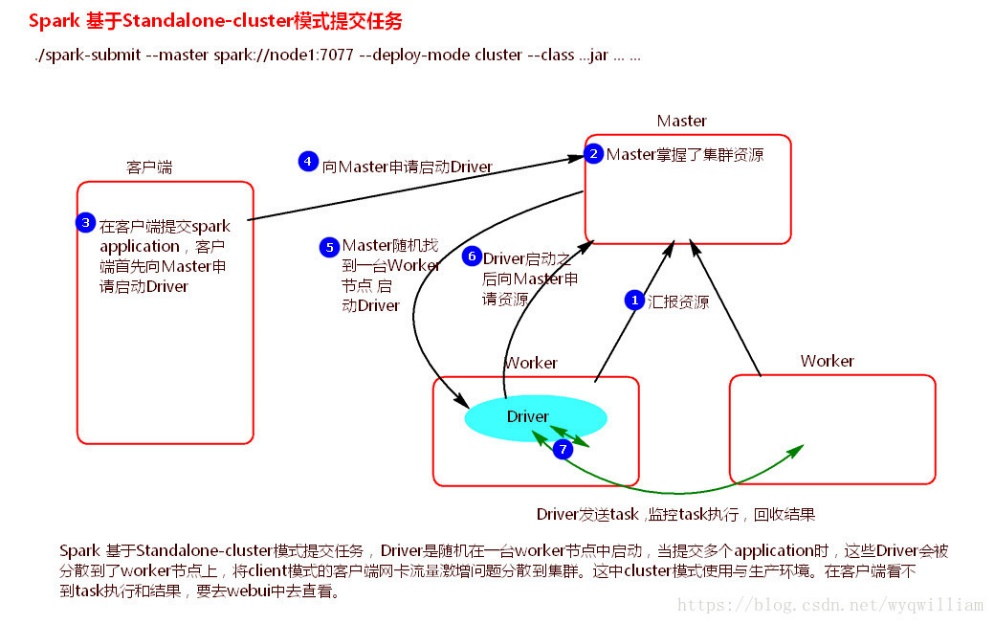 Spark 基于Standalone-cluster模式提交任务
./spark-submit --master spark://node1:7077 --deploy-mode cluster --class ...jar ... ...
Master
客户端
4 向Master申请启动Driver
2 Master掌握了集群资源
3 在客户端提交spark
application，客户
端首先向Master申
请启动Driver
5 Master随机找
到一台Worker
节点 启
动Driver
6 Driver启动之
后向Master申
请资源
1 汇报资源
Worker
Worker
Driver
7
Driver发送task ,监控task执行，回收结果
Spark 基于Standalone-cluster模式提交任务，Driver是随机在一台worker节点中启动，当提交多个application时，这些Driver会被
分散到了worker节点上，将client模式的客户端网卡流量激增问题分散到集群。这中cluster模式使用与生产环境。在客户端看不
到task执行和结果，要去webui中去查看。
https://blog.csdn.net/wyqwilliam